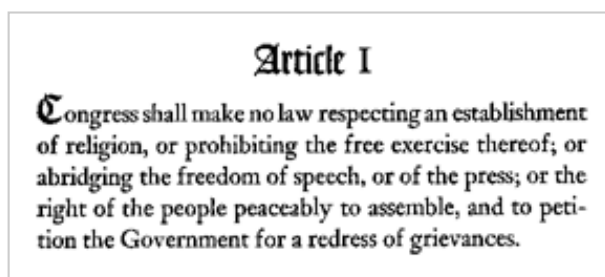 Article I
Congress shall make no law respecting an establishment
of religion, or prohibiting the free exercise thereof; or
abridging the freedom of speech, or of the press; or the
right of the people peaceably to assemble, and to peti-
tion the Government for a redress of grievances.